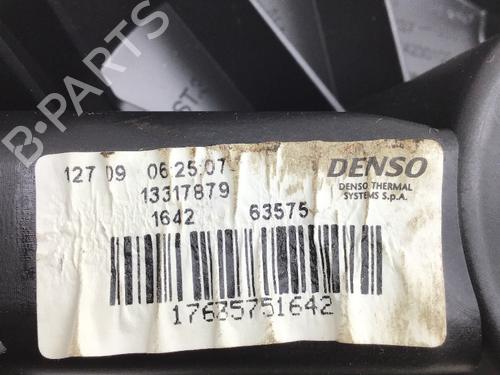 B-PARTS
127 09 06:25:07
13317879
1642 63575
17635751642
DENSO
DENSO THERMAL
SYSTEMS S.p.A.